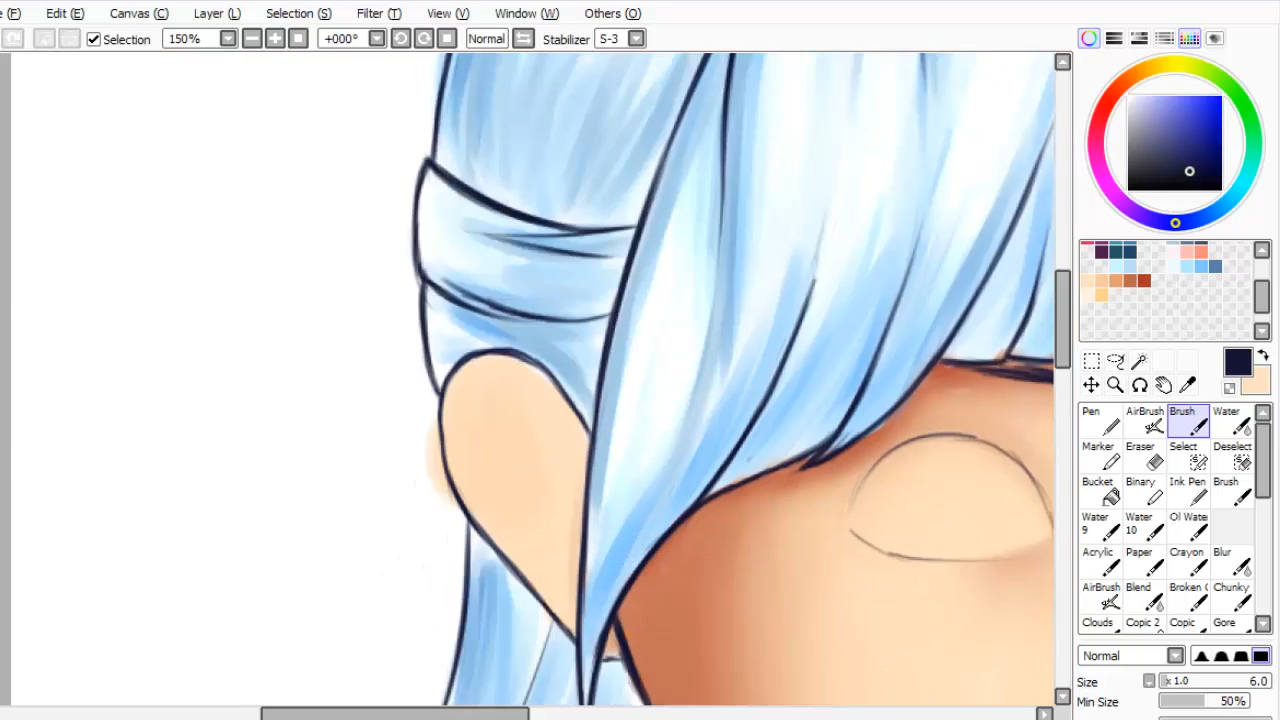 (F) Edit (E) Canvas (C) Layer (L) Selection (S) Filter (T) View (V) Window (W) Others (O)
Selection 150% +000° Normal Stabilizer S-3
Pen AirBrush Brush Water
Marker Eraser Select Deselect
Bucket Binary Ink Pen Brush
Water 9 Water 10 Ol Water
Acrylic Paper Crayon Blur
AirBrush Blend Broken C Chunky
Clouds Copic 2 Copic Gore
Normal
Size x 1.0 6.0
Min Size 50%